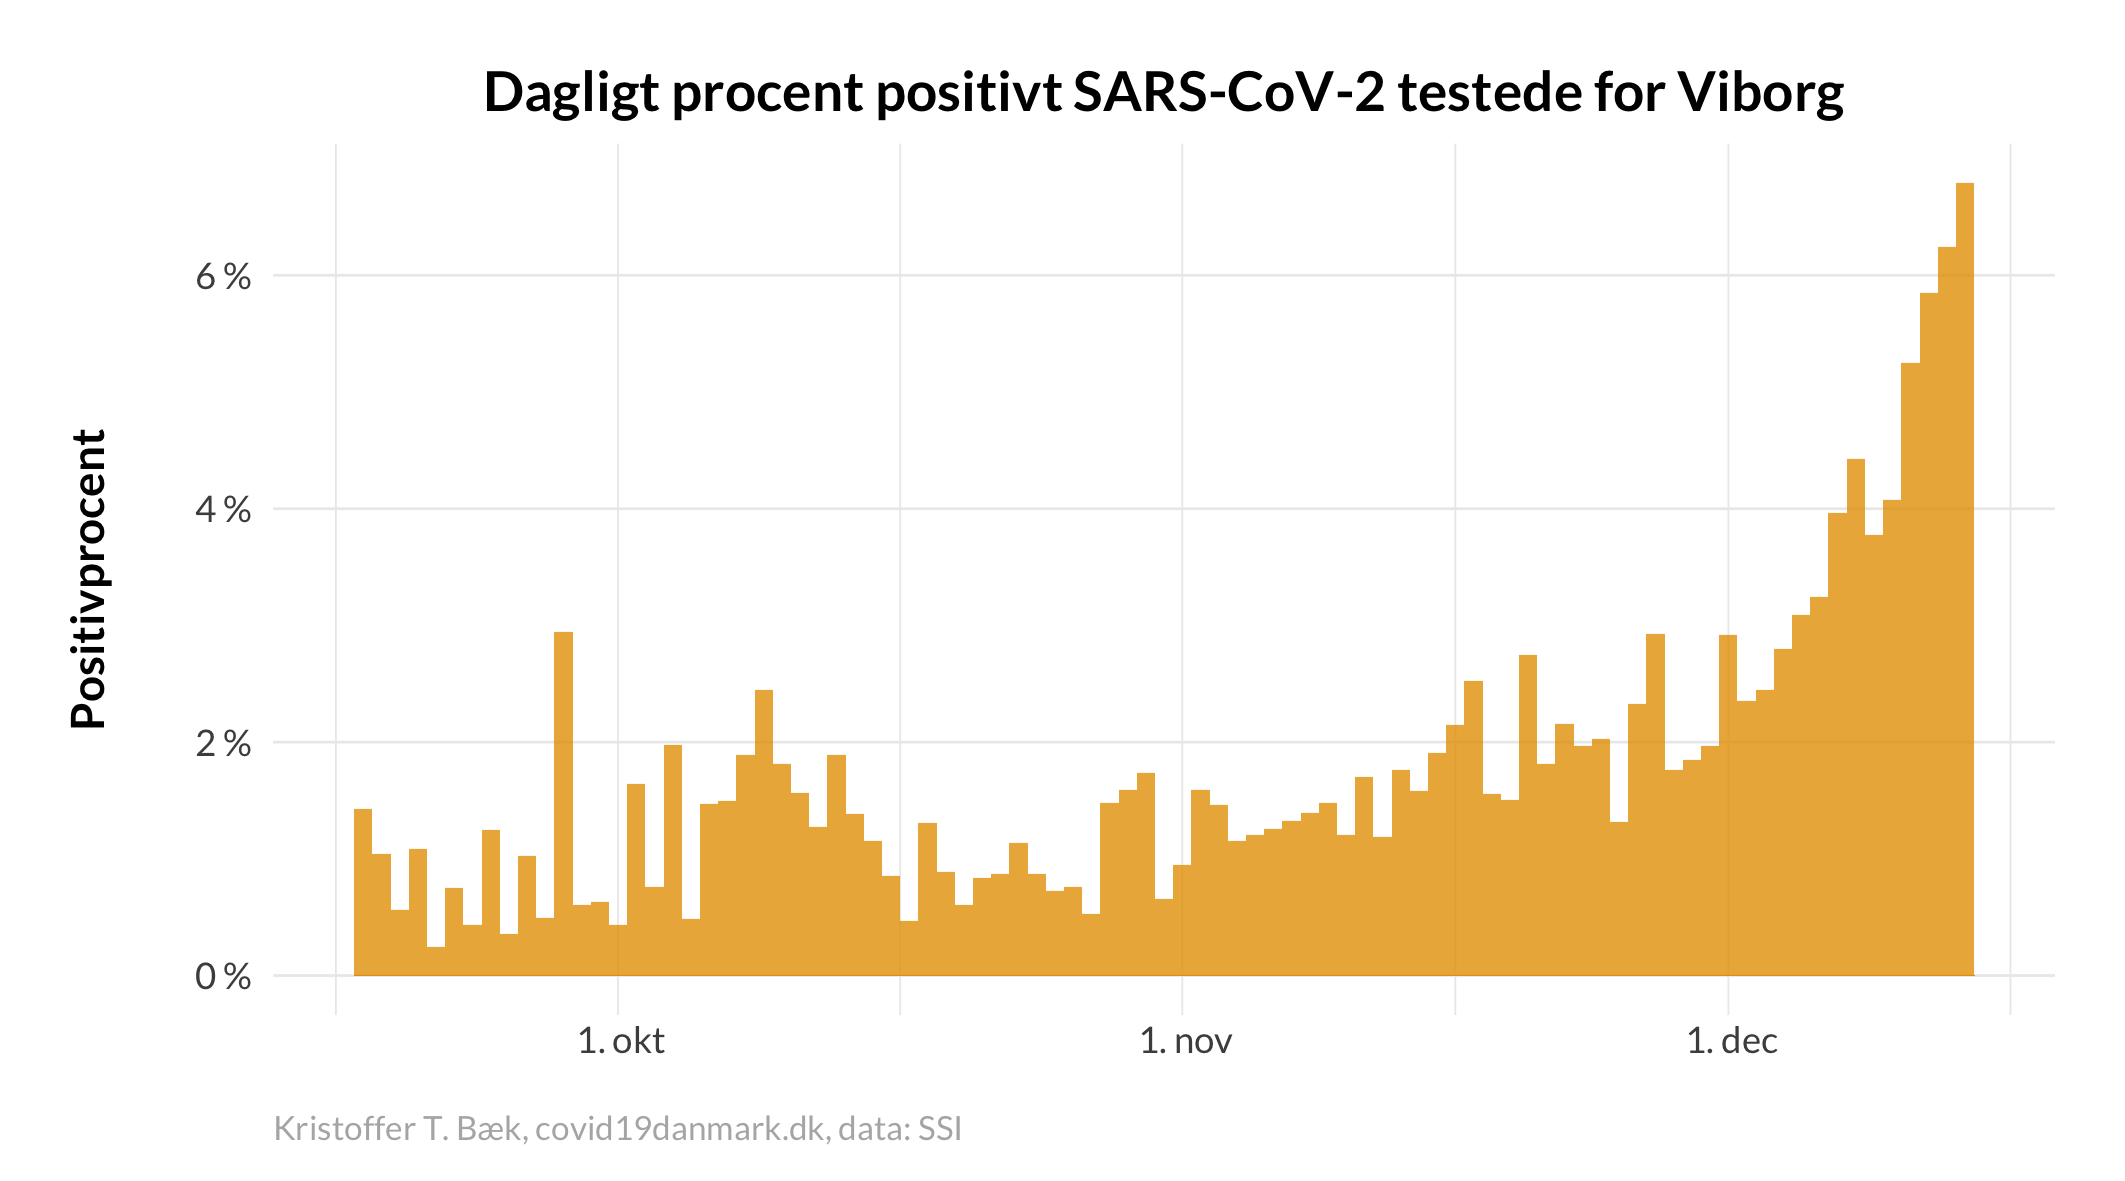 Dagligt procent positivt SARS-CoV-2 testede for Viborg
Positivprocent
6 %
4 %
2 %
0 %
1. okt
1. nov
1. dec
Kristoffer T. Bæk, covid19danmark.dk, data: SSI